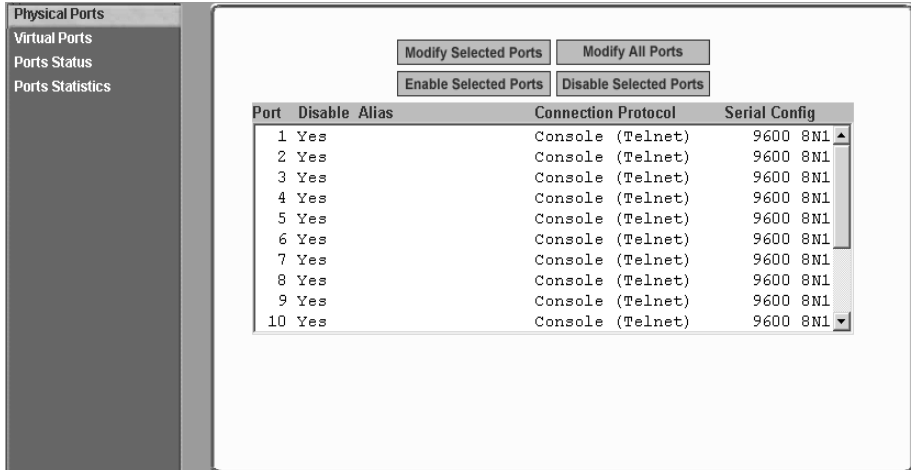 Physical Ports
Virtual Ports
Ports Status
Ports Statistics
Modify Selected Ports Modify All Ports
Enable Selected Ports Disable Selected Ports
Port Disable Alias Connection Protocol Serial Config
1 Yes Console (Telnet) 9600 8N1
2 Yes Console (Telnet) 9600 8N1
3 Yes Console (Telnet) 9600 8N1
4 Yes Console (Telnet) 9600 8N1
5 Yes Console (Telnet) 9600 8N1
6 Yes Console (Telnet) 9600 8N1
7 Yes Console (Telnet) 9600 8N1
8 Yes Console (Telnet) 9600 8N1
9 Yes Console (Telnet) 9600 8N1
10 Yes Console (Telnet) 9600 8N1